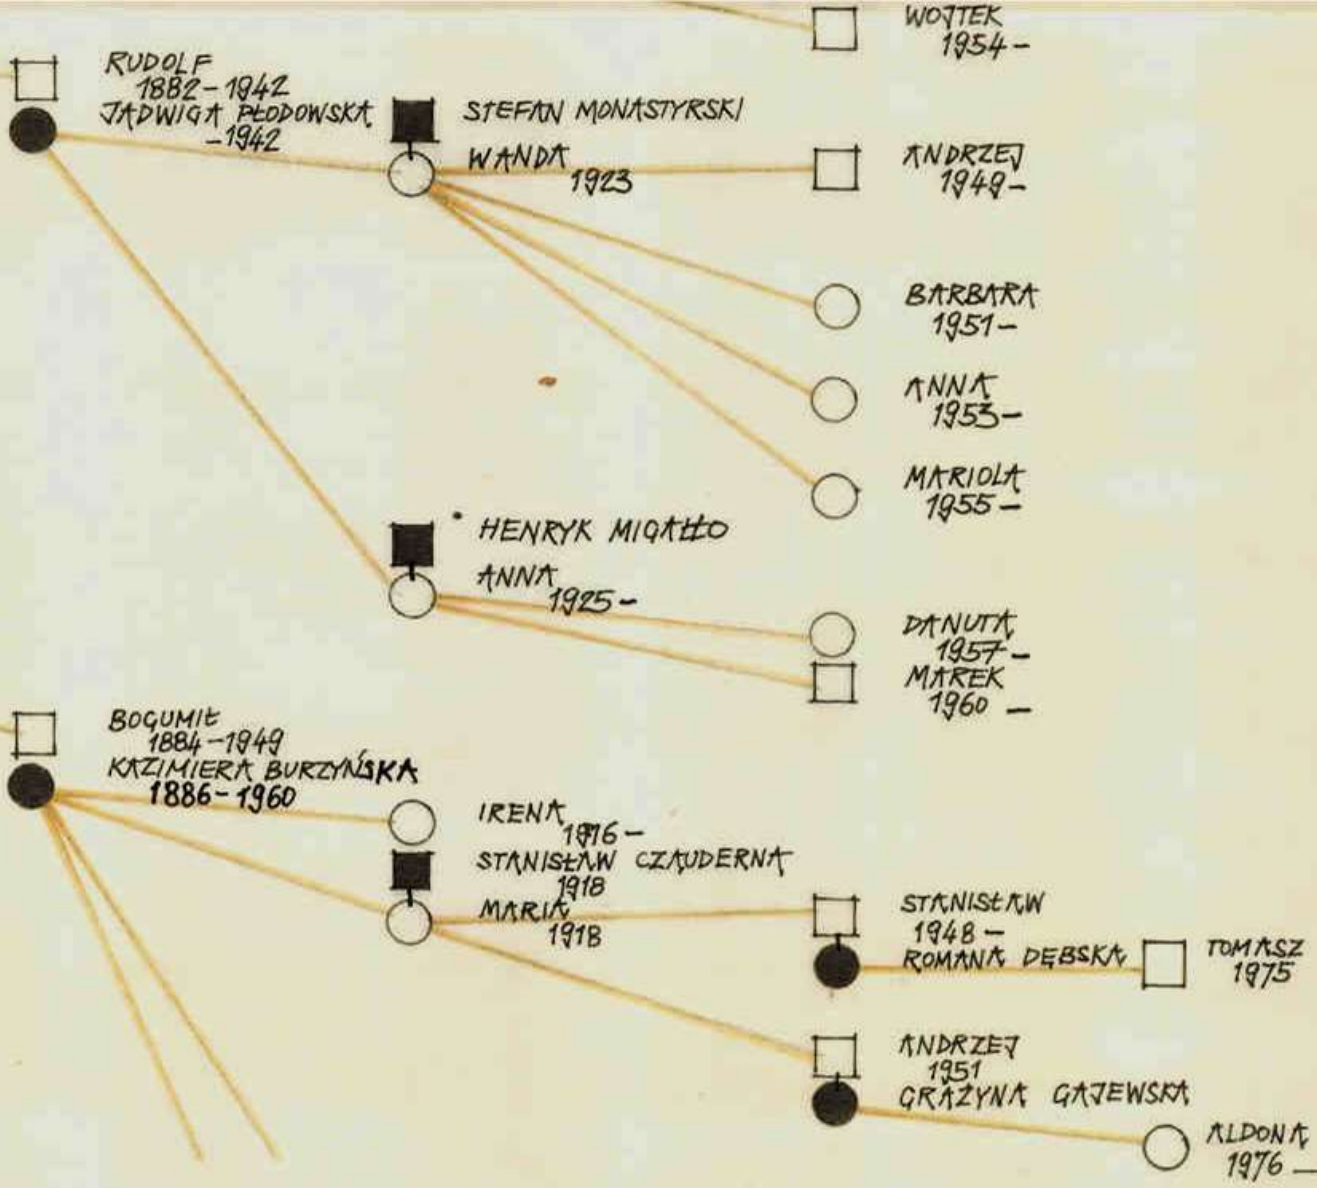 WOJTEK
1954-
RUDOLF
1882-1942
JADWIGA PŁODOWSKA
-1942
STEFAN MONASTYRSKI
WANDA
1923
ANDRZEJ
1949-
BARBARA
1951-
ANNA
1953-
MARIOLA
1955-
HENRYK MIGAŁŁO
ANNA
1925-
DANUTA
1957-
MAREK
1960 -
BOGUMIŁ
1884-1949
KAZIMIERA BURZYŃSKA
1886-1960
IRENA
STANISŁAW CZAUDERNA
1918
MARIA
1918
STANISŁAW
1948-
ROMANA DĘBSKA
TOMASZ
1975
ANDRZEJ
1951
GRAŻYNA GAJEWSKA
ALDONA
1976 -